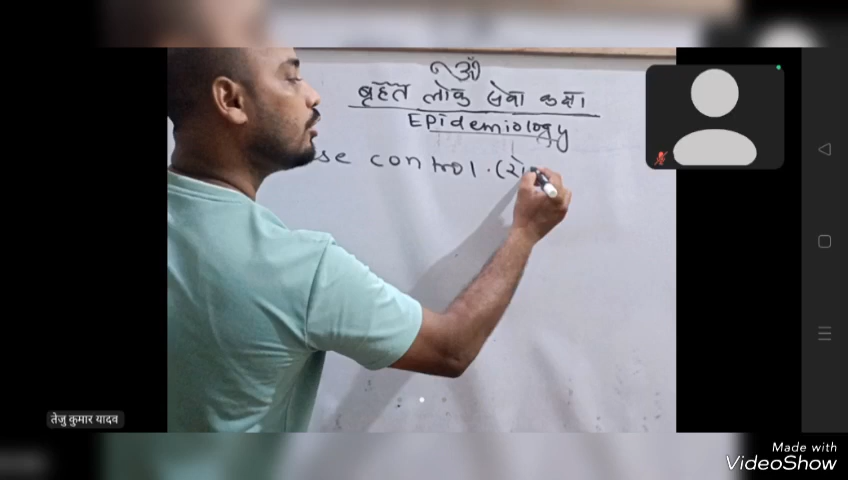 ॐ
बृहत लोक सेवा कक्षा
Epidemiology
se control. (रो
तेजु कुमार यादव
Made with
VideoShow